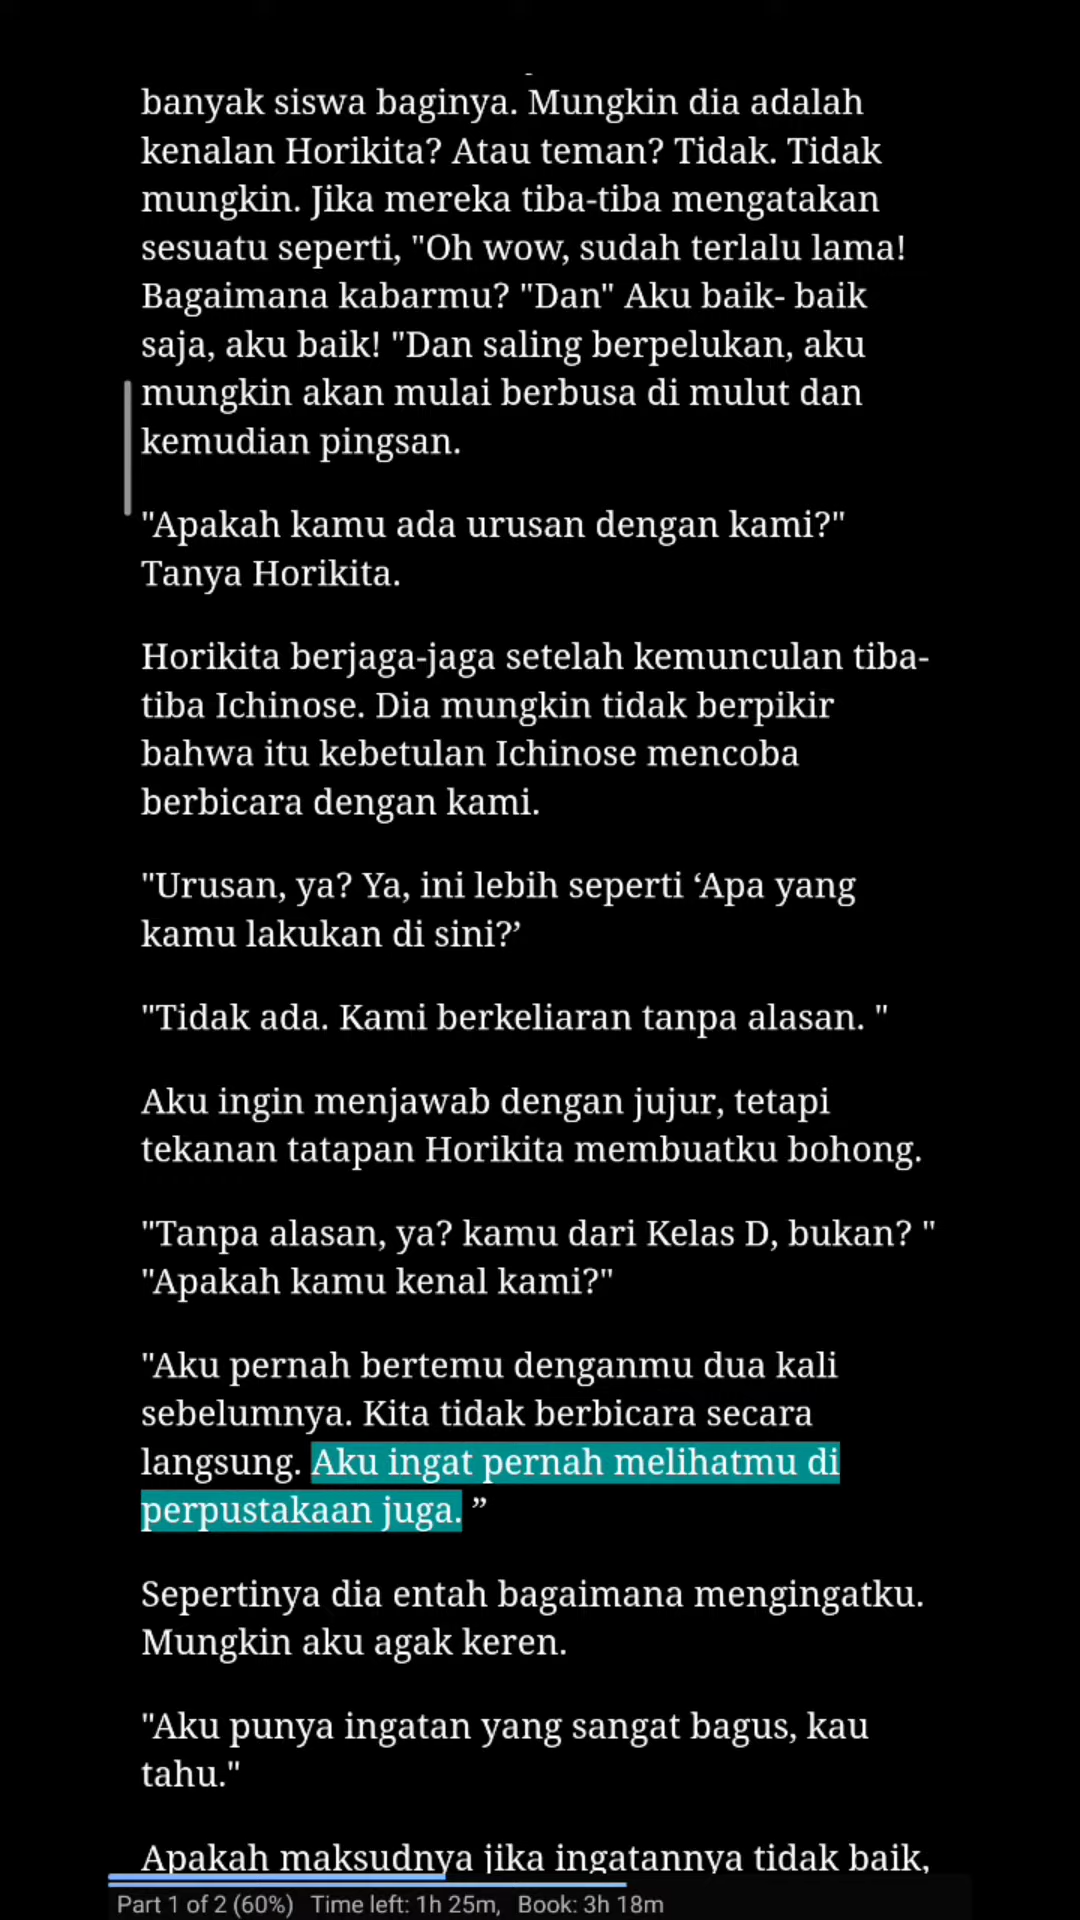 banyak siswa baginya. Mungkin dia adalah
kenalan Horikita? Atau teman? Tidak. Tidak
mungkin. Jika mereka tiba-tiba mengatakan
sesuatu seperti, "Oh wow, sudah terlalu lama!
Bagaimana kabarmu? "Dan" Aku baik- baik
saja, aku baik! "Dan saling berpelukan, aku
mungkin akan mulai berbusa di mulut dan
kemudian pingsan.
"Apakah kamu ada urusan dengan kami?"
Tanya Horikita.
Horikita berjaga-jaga setelah kemunculan tiba-
tiba Ichinose. Dia mungkin tidak berpikir
bahwa itu kebetulan Ichinose mencoba
berbicara dengan kami.
"Urusan, ya? Ya, ini lebih seperti ‘Apa yang
kamu lakukan di sini?’
"Tidak ada. Kami berkeliaran tanpa alasan. "
Aku ingin menjawab dengan jujur, tetapi
tekanan tatapan Horikita membuatku bohong.
"Tanpa alasan, ya? kamu dari Kelas D, bukan? "
"Apakah kamu kenal kami?"
"Aku pernah bertemu denganmu dua kali
sebelumnya. Kita tidak berbicara secara
langsung. Aku ingat pernah melihatmu di
perpustakaan juga. ”
Sepertinya dia entah bagaimana mengingatku.
Mungkin aku agak keren.
"Aku punya ingatan yang sangat bagus, kau
tahu."
Apakah maksudnya jika ingatannya tidak baik,
Part 1 of 2 (60%) Time left: 1h 25m, Book: 3h 18m